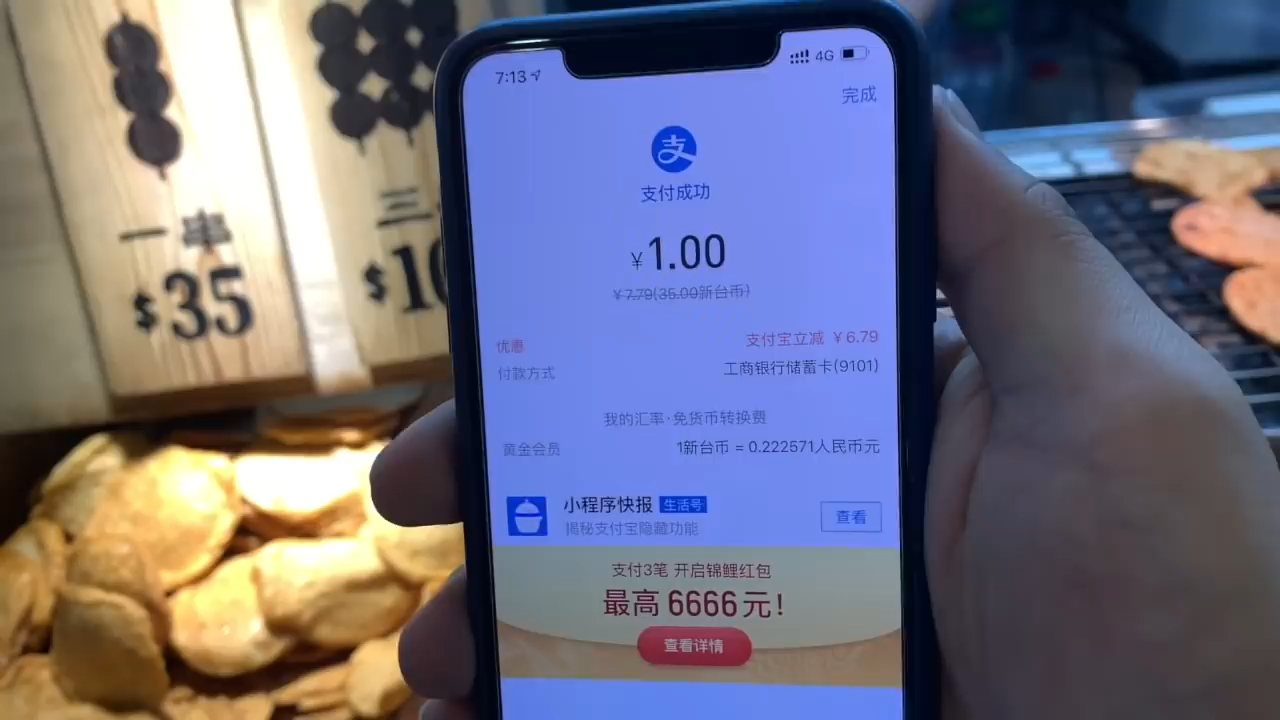 一串
$35
三
$10
7:13
4G
完成
支
支付成功
¥1.00
¥7.79(35.00新台币)
优惠
支付宝立减 ¥6.79
付款方式
工商银行储蓄卡(9101)
我的汇率·免货币转换费
黄金会员
1新台币 = 0.222571人民币元
小程序快报 生活号
揭秘支付宝隐藏功能
查看
支付3笔 开启锦鲤红包
最高 6666 元!
查看详情